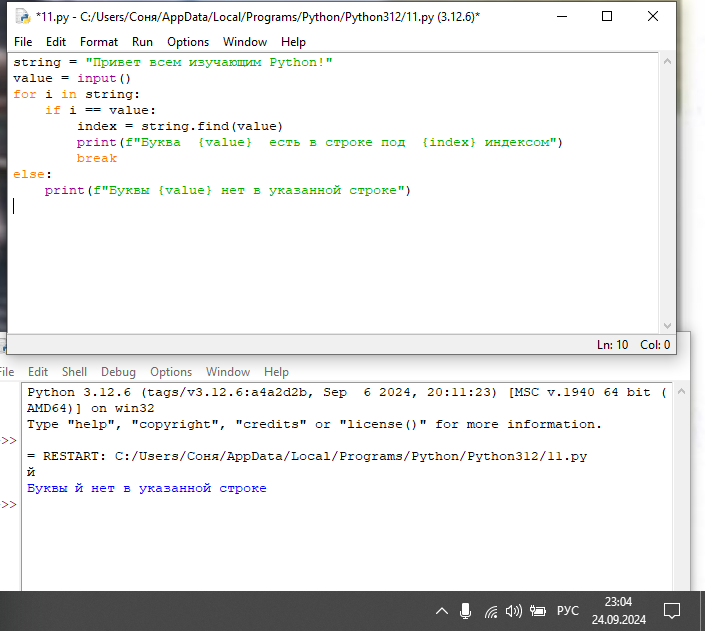 *11.py - C:/Users/Соня/AppData/Local/Programs/Python/Python312/11.py (3.12.6)*
File Edit Format Run Options Window Help
string = "Привет всем изучающим Python!"
value = input()
for i in string:
    if i == value:
        index = string.find(value)
        print(f"Буква  {value}  есть в строке под  {index} индексом")
        break
else:
    print(f"Буквы {value} нет в указанной строке")
Ln: 10 Col: 0
File Edit Shell Debug Options Window Help
Python 3.12.6 (tags/v3.12.6:a4a2d2b, Sep  6 2024, 20:11:23) [MSC v.1940 64 bit (
AMD64)] on win32
Type "help", "copyright", "credits" or "license()" for more information.
>>
= RESTART: C:/Users/Соня/AppData/Local/Programs/Python/Python312/11.py
й
Буквы й нет в указанной строке
>>
РУС
23:04
24.09.2024